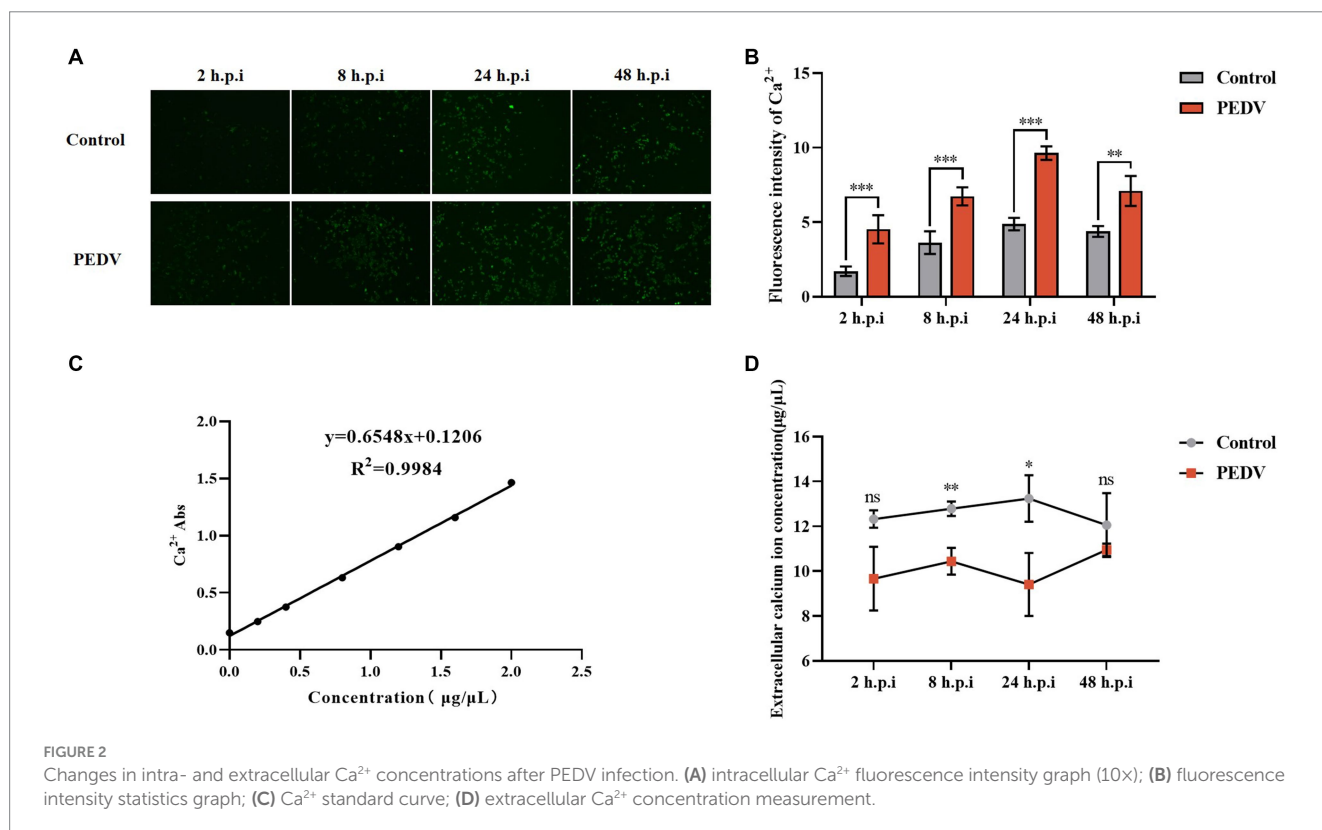 A
2 h.p.i 8 h.p.i 24 h.p.i 48 h.p.i
Control
PEDV
B
Fluorescence intensity of Ca²⁺
15
10
5
0
*** *** *** **
2 h.p.i 8 h.p.i 24 h.p.i 48 h.p.i
Control
PEDV
C
Ca²⁺ Abs
2.0
1.5
1.0
0.5
0.0
y=0.6548x+0.1206
R²=0.9984
0.0 0.5 1.0 1.5 2.0 2.5
Concentration( µg/µL)
D
Extracellular calcium ion concentration(µg/µL)
16
14
12
10
8
6
ns ** * ns
2 h.p.i 8 h.p.i 24 h.p.i 48 h.p.i
Control
PEDV
FIGURE 2
Changes in intra- and extracellular Ca²⁺ concentrations after PEDV infection. (A) intracellular Ca²⁺ fluorescence intensity graph (10×); (B) fluorescence
intensity statistics graph; (C) Ca²⁺ standard curve; (D) extracellular Ca²⁺ concentration measurement.